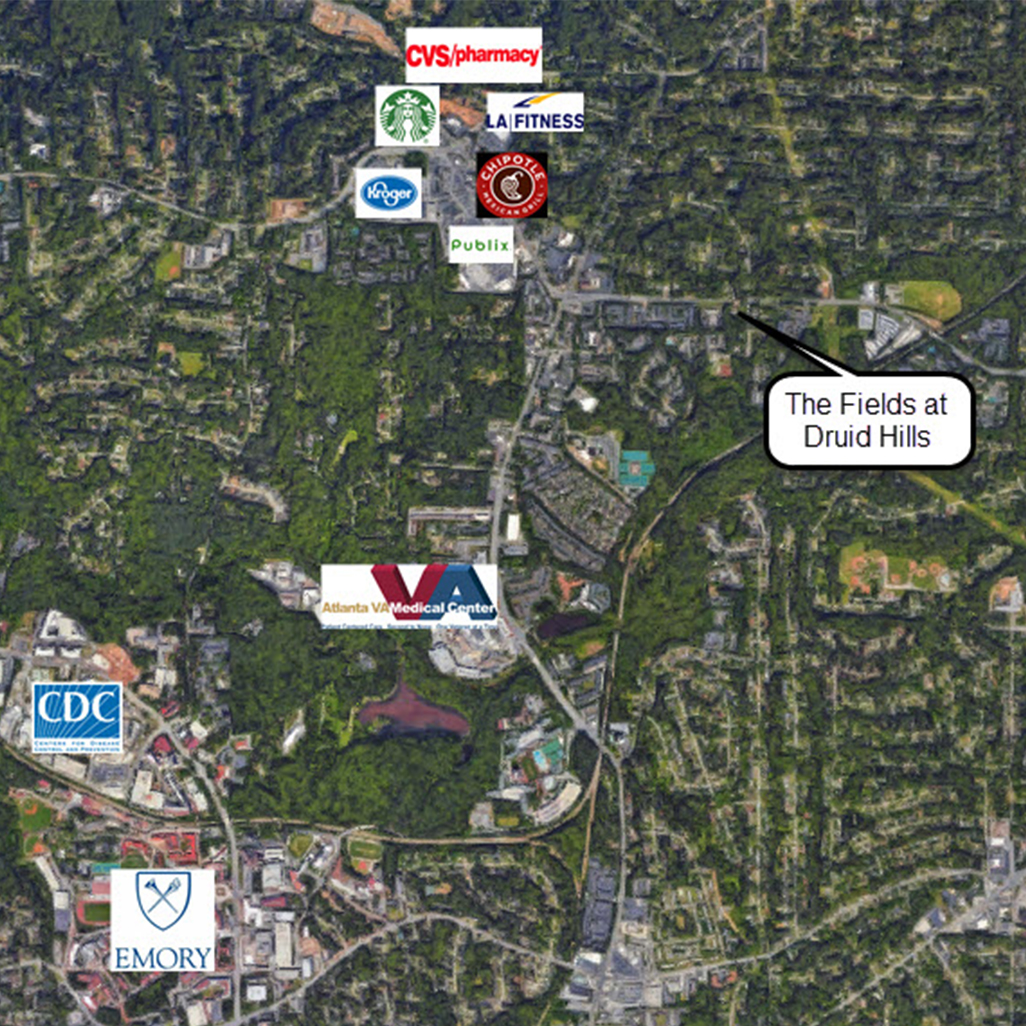 CVS/pharmacy
LA FITNESS
Kroger
CHIPOTLE
MEXICAN GRILL
Publix
The Fields at
Druid Hills
Atlanta VA Medical Center
CDC
CENTERS FOR DISEASE
CONTROL AND PREVENTION
EMORY